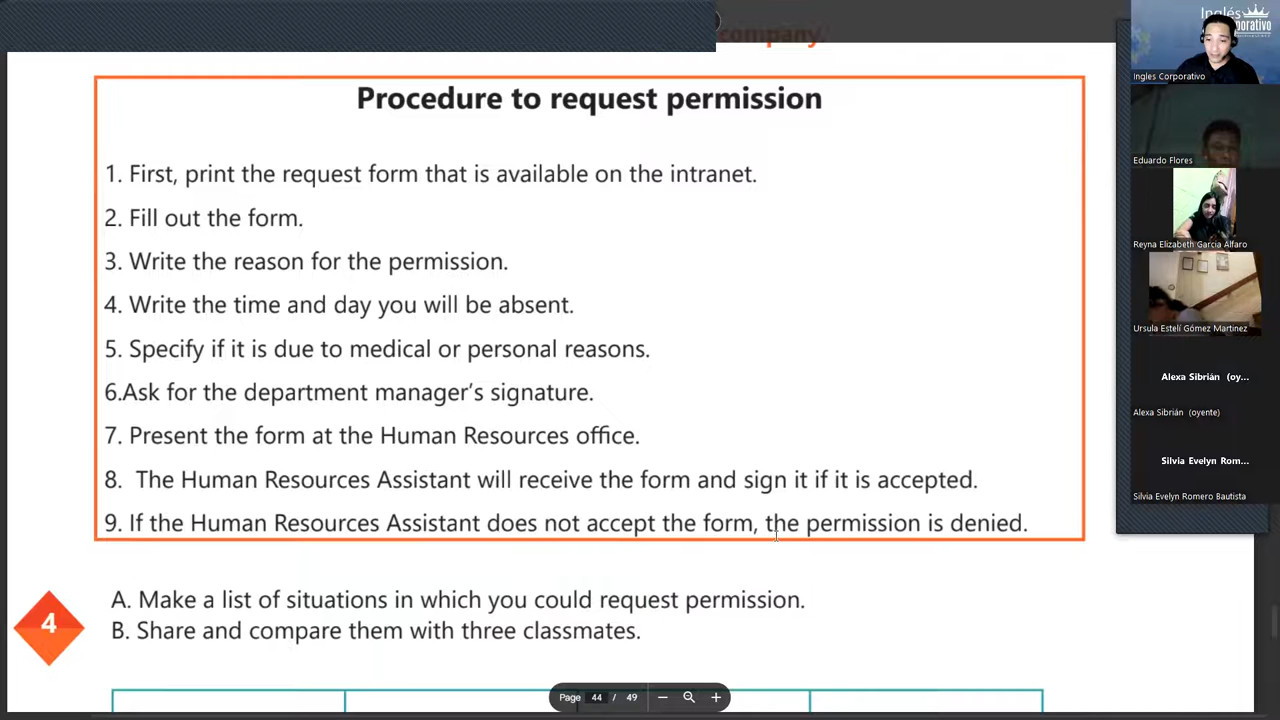 company.
Procedure to request permission
1. First, print the request form that is available on the intranet.
2. Fill out the form.
3. Write the reason for the permission.
4. Write the time and day you will be absent.
5. Specify if it is due to medical or personal reasons.
6.Ask for the department manager's signature.
7. Present the form at the Human Resources office.
8. The Human Resources Assistant will receive the form and sign it if it is accepted.
9. If the Human Resources Assistant does not accept the form, the permission is denied.
4
A. Make a list of situations in which you could request permission.
B. Share and compare them with three classmates.
Page 44 / 49
Inglés
Ingles Corporativo
Eduardo Flores
Reyna Elizabeth Garcia Alfaro
Ursula Estelí Gómez Martinez
Alexa Sibrián (oy...
Alexa Sibrián (oyente)
Silvia Evelyn Rom...
Silvia Evelyn Romero Bautista